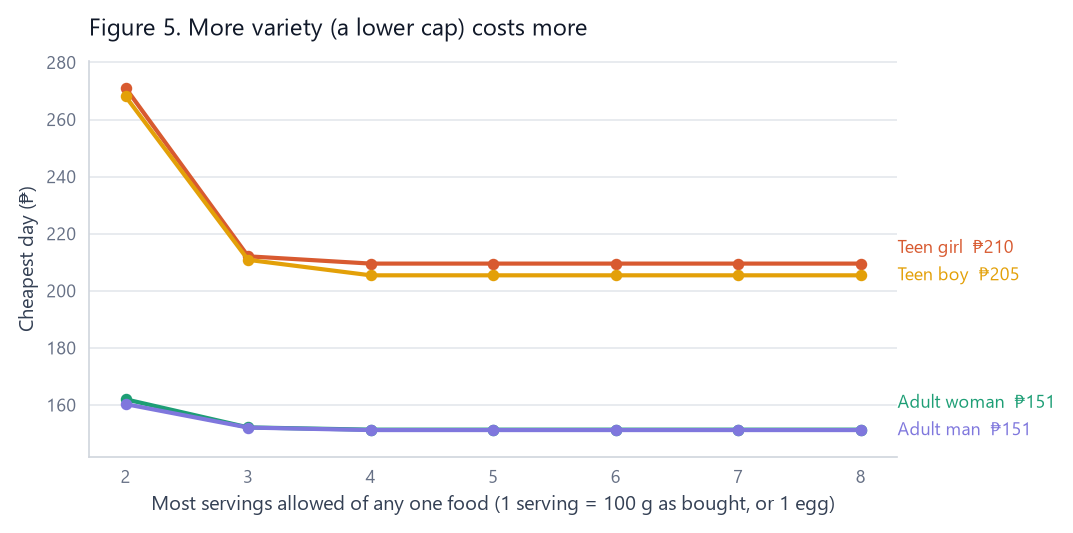 Figure 5. More variety (a lower cap) costs more
280
260
240
220
200
180
160
Cheapest day (₱)
Teen girl ₱210
Teen boy ₱205
Adult woman ₱151
Adult man ₱151
2 3 4 5 6 7 8
Most servings allowed of any one food (1 serving = 100 g as bought, or 1 egg)